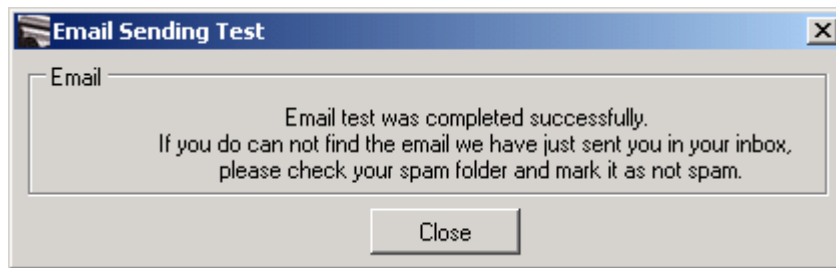 Email Sending Test
Email
Email test was completed successfully.
If you do can not find the email we have just sent you in your inbox,
please check your spam folder and mark it as not spam.
Close